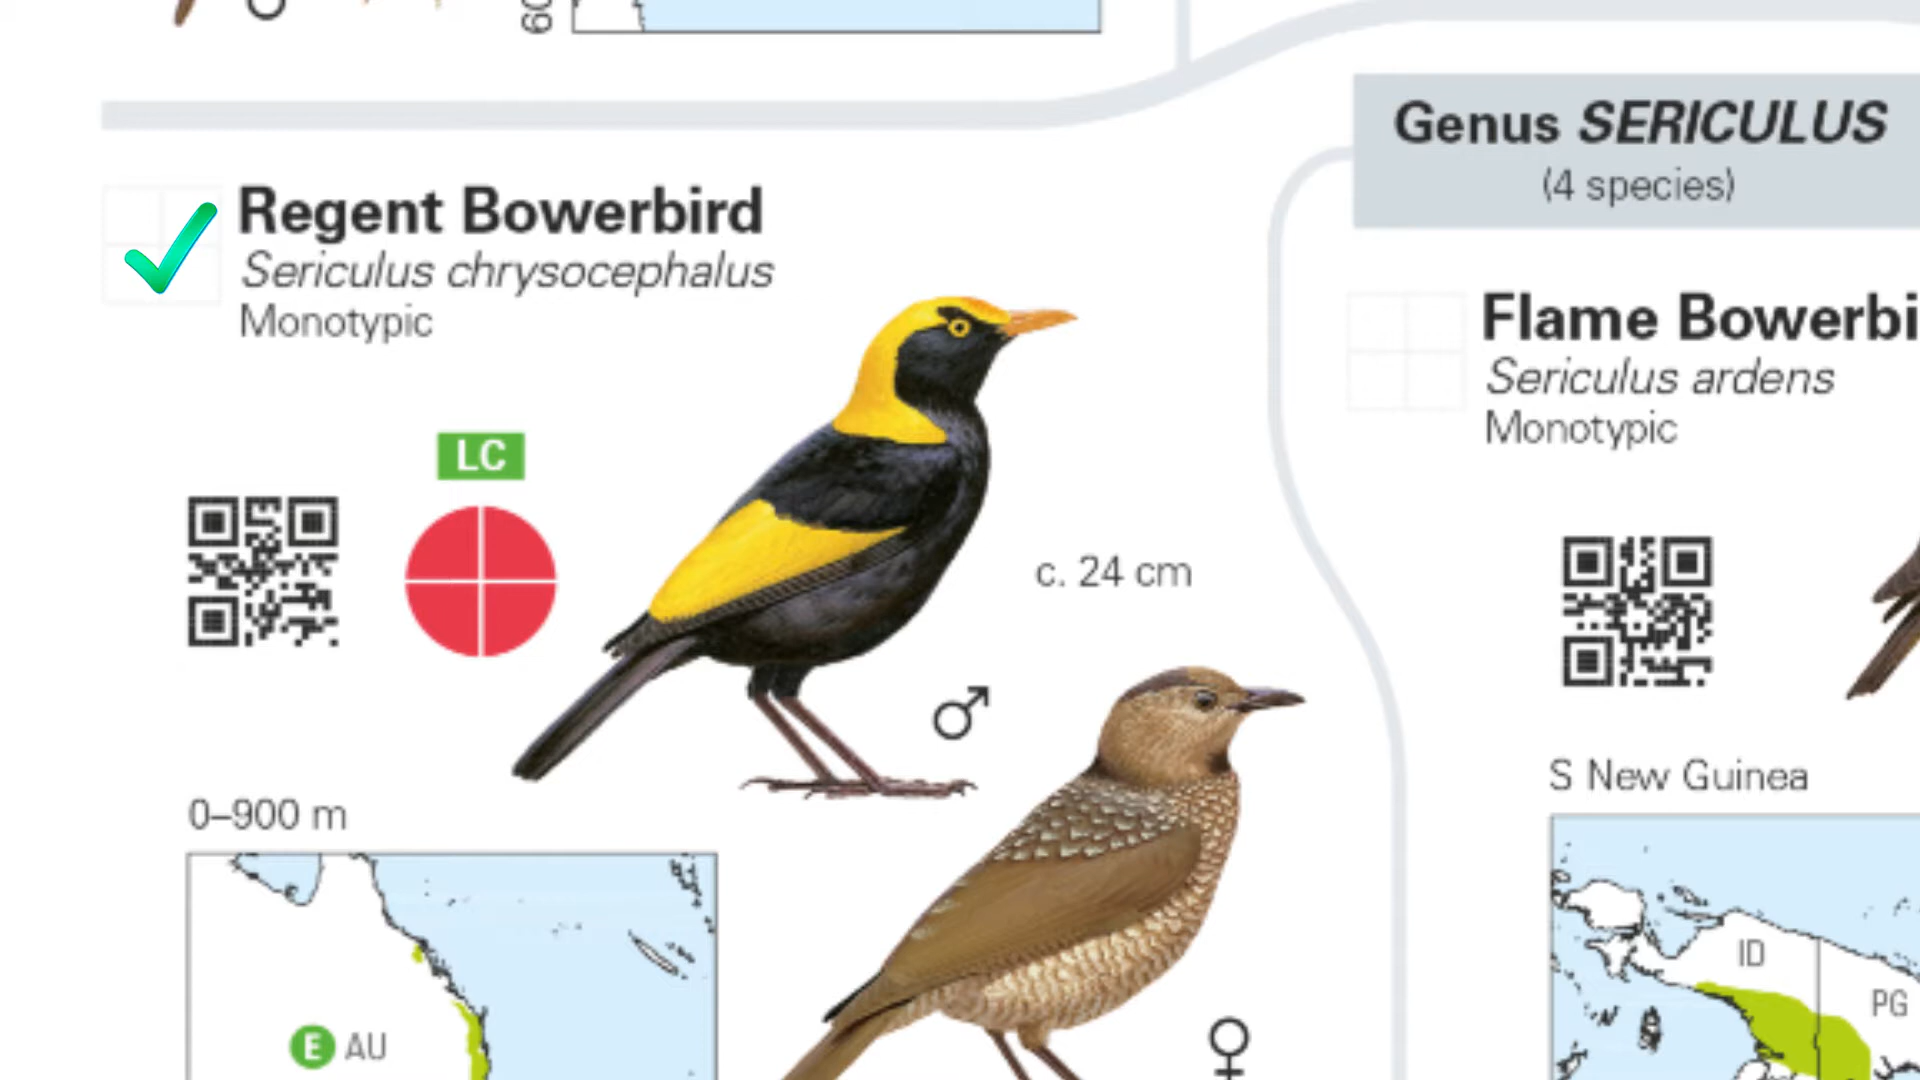 60
Genus SERICULUS
(4 species)
Regent Bowerbird
Sericulus chrysocephalus
Monotypic
LC
c. 24 cm
♂
0–900 m
E AU
♀
Flame Bowerbi
Sericulus ardens
Monotypic
S New Guinea
ID
PG